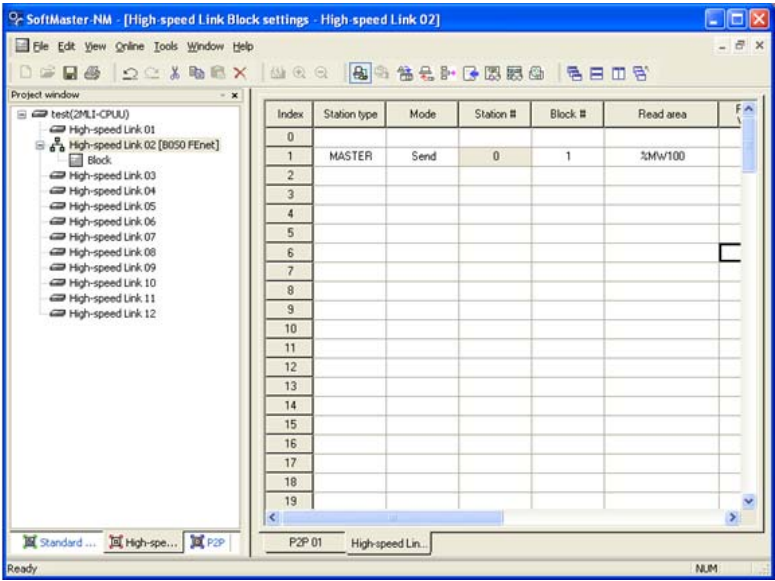 SoftMaster-NM - [High-speed Link Block settings - High-speed Link 02]
File Edit View Online Tools Window Help
Project window
test(2MLI-CPUU)
High-speed Link 01
High-speed Link 02 [B0S0 FEnet]
Block
High-speed Link 03
High-speed Link 04
High-speed Link 05
High-speed Link 06
High-speed Link 07
High-speed Link 08
High-speed Link 09
High-speed Link 10
High-speed Link 11
High-speed Link 12
Index Station type Mode Station # Block # Read area
0
1 MASTER Send 0 1 %MW100
2
3
4
5
6
7
8
9
10
11
12
13
14
15
16
17
18
19
Standard ... High-spe... P2P
P2P 01 High-speed Lin...
Ready NUM